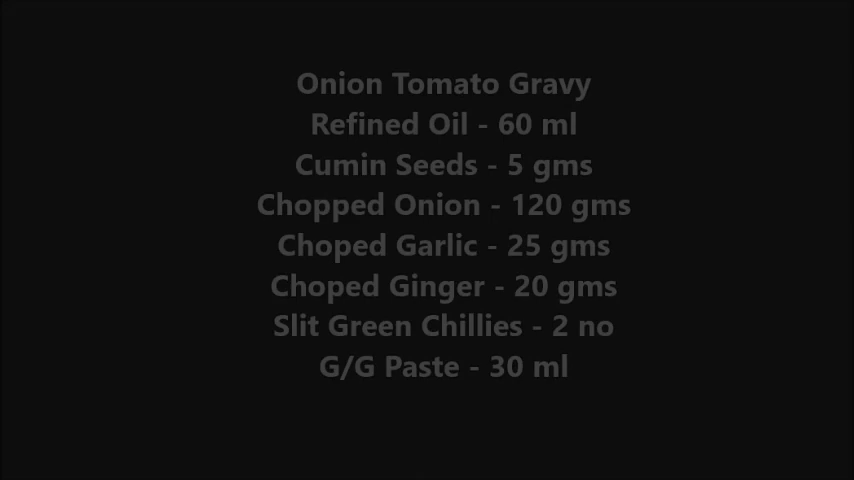 Onion Tomato Gravy
Refined Oil - 60 ml
Cumin Seeds - 5 gms
Chopped Onion - 120 gms
Choped Garlic - 25 gms
Choped Ginger - 20 gms
Slit Green Chillies - 2 no
G/G Paste - 30 ml